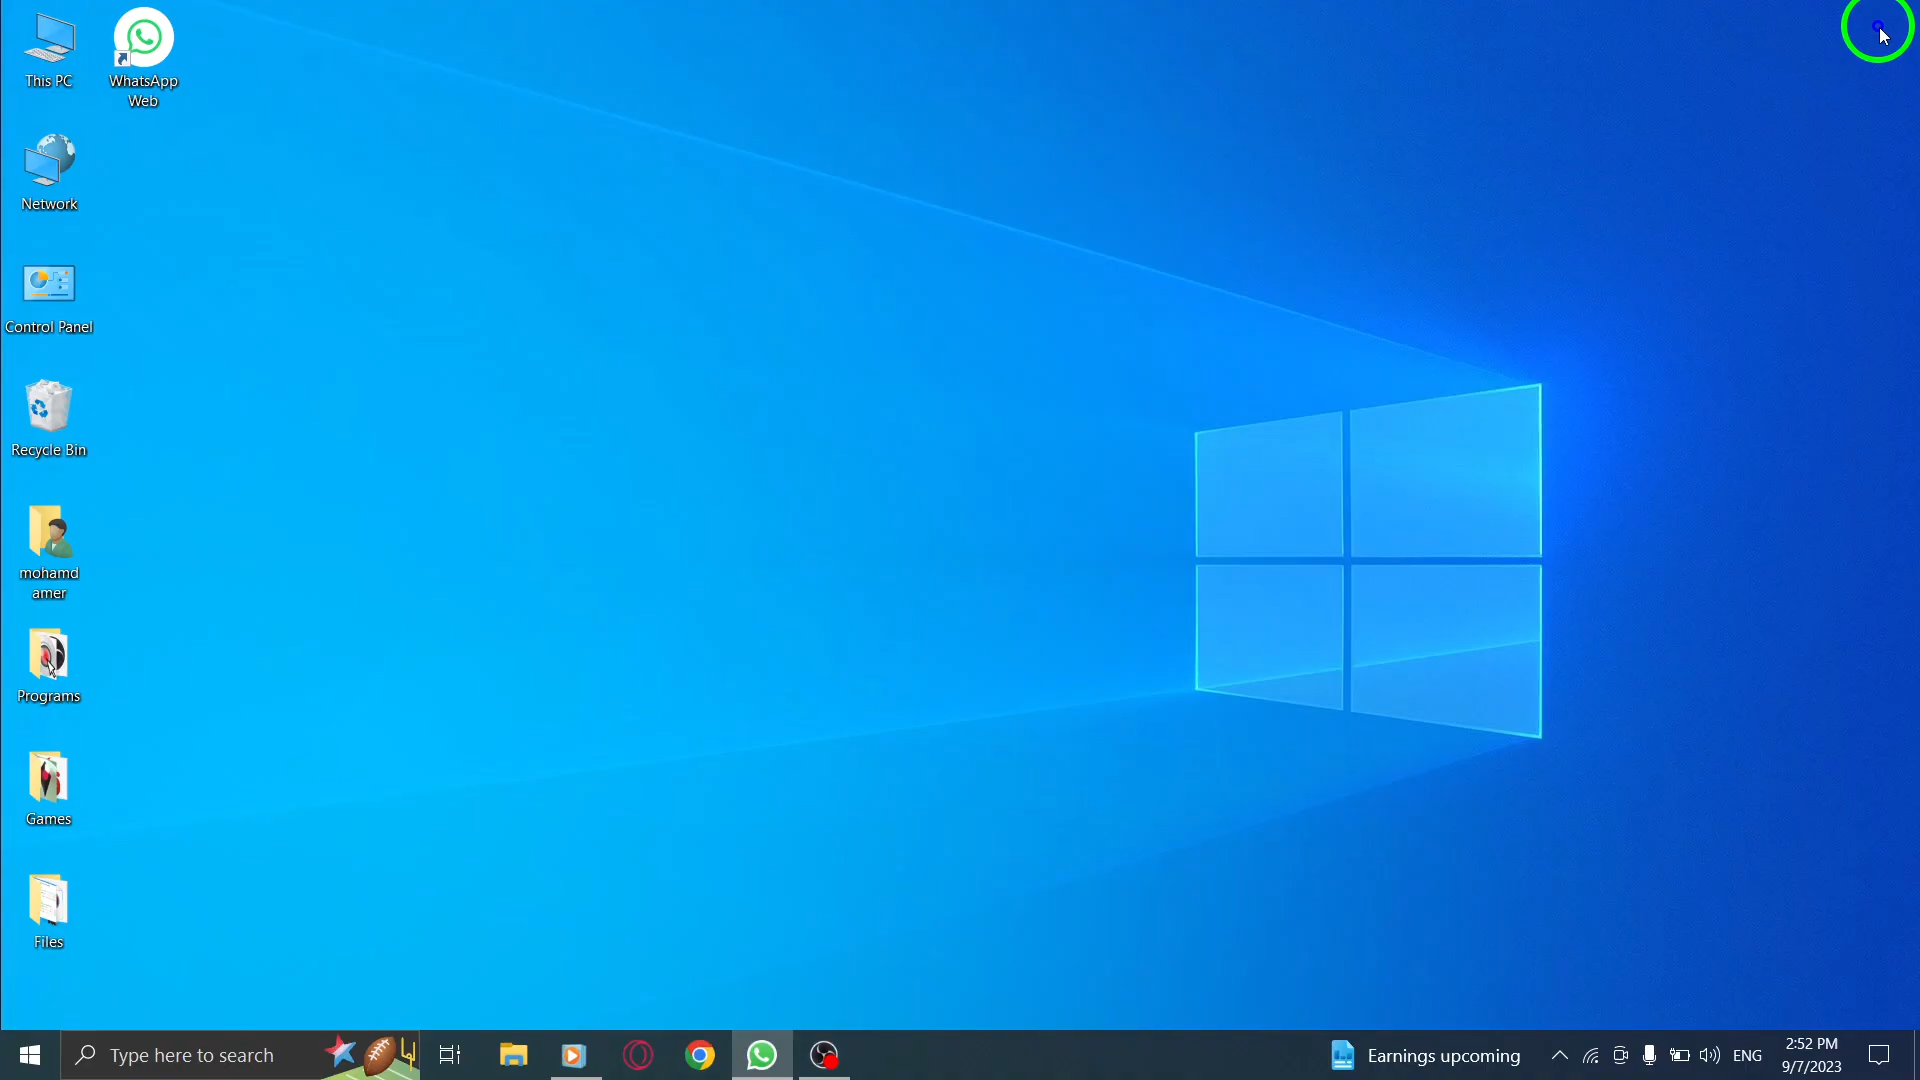 This PC
WhatsApp
Web
Network
Control Panel
Recycle Bin
mohamd
amer
Programs
Games
Files
Type here to search
Earnings upcoming
ENG
2:52 PM
9/7/2023